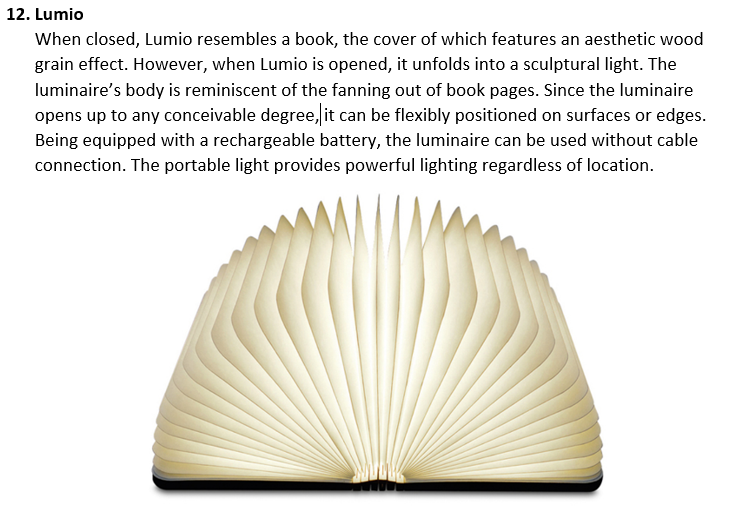 12. Lumio
When closed, Lumio resembles a book, the cover of which features an aesthetic wood
grain effect. However, when Lumio is opened, it unfolds into a sculptural light. The
luminaire’s body is reminiscent of the fanning out of book pages. Since the luminaire
opens up to any conceivable degree, it can be flexibly positioned on surfaces or edges.
Being equipped with a rechargeable battery, the luminaire can be used without cable
connection. The portable light provides powerful lighting regardless of location.